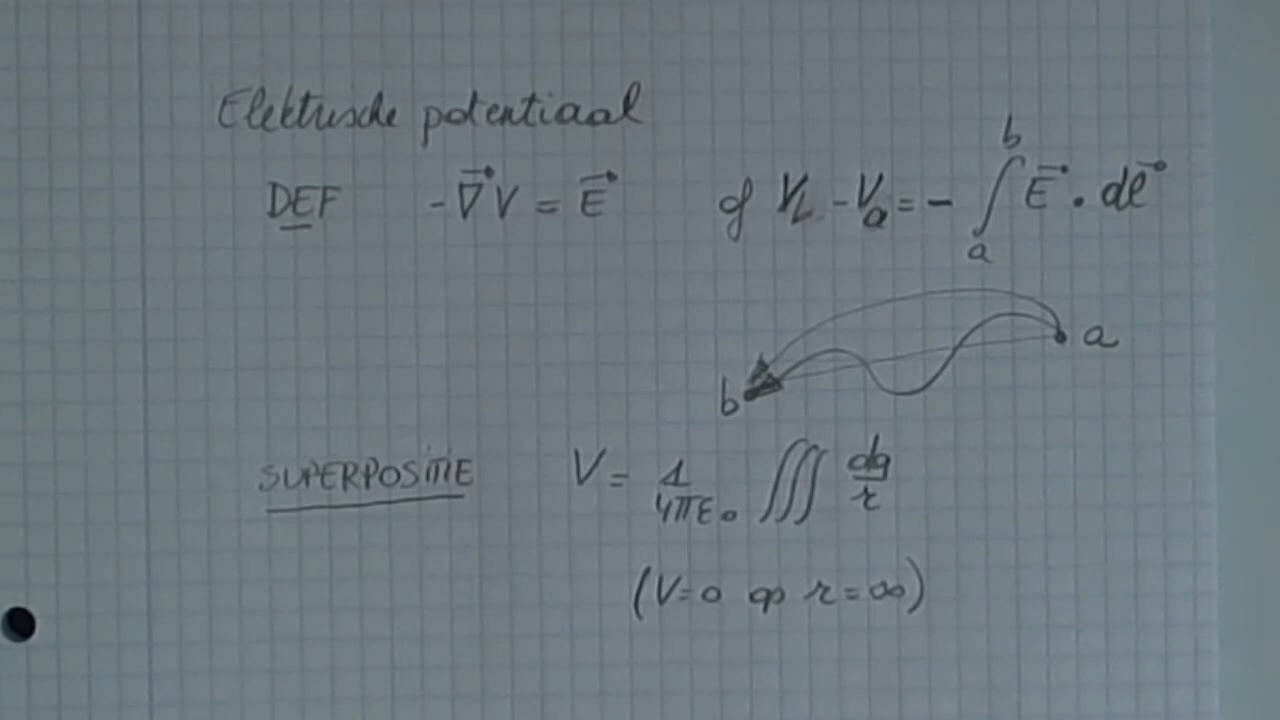 Elektrische potentiaal
DEF -∇⃗V = E⃗ of V_b - V_a = - ∫_a^b E⃗ · dl⃗
a
b
SUPERPOSITIE V = 1/(4πε₀) ∭ dq/r
(V=0 op r=∞)